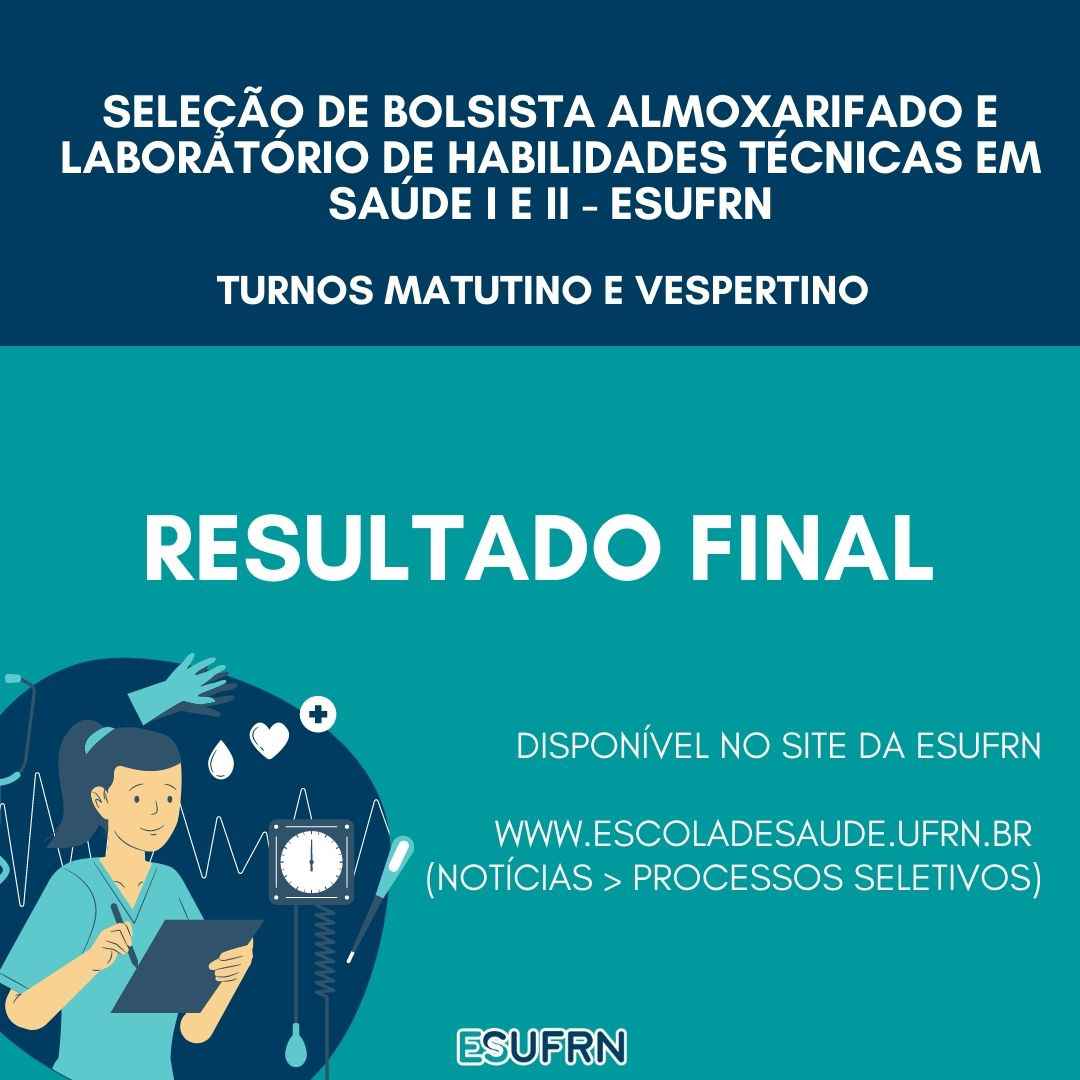 SELEÇÃO DE BOLSISTA ALMOXARIFADO E
LABORATÓRIO DE HABILIDADES TÉCNICAS EM
SAÚDE I E II - ESUFRN
TURNOS MATUTINO E VESPERTINO
RESULTADO FINAL
DISPONÍVEL NO SITE DA ESUFRN
WWW.ESCOLADESAUDE.UFRN.BR
(NOTÍCIAS > PROCESSOS SELETIVOS)
ESUFRN